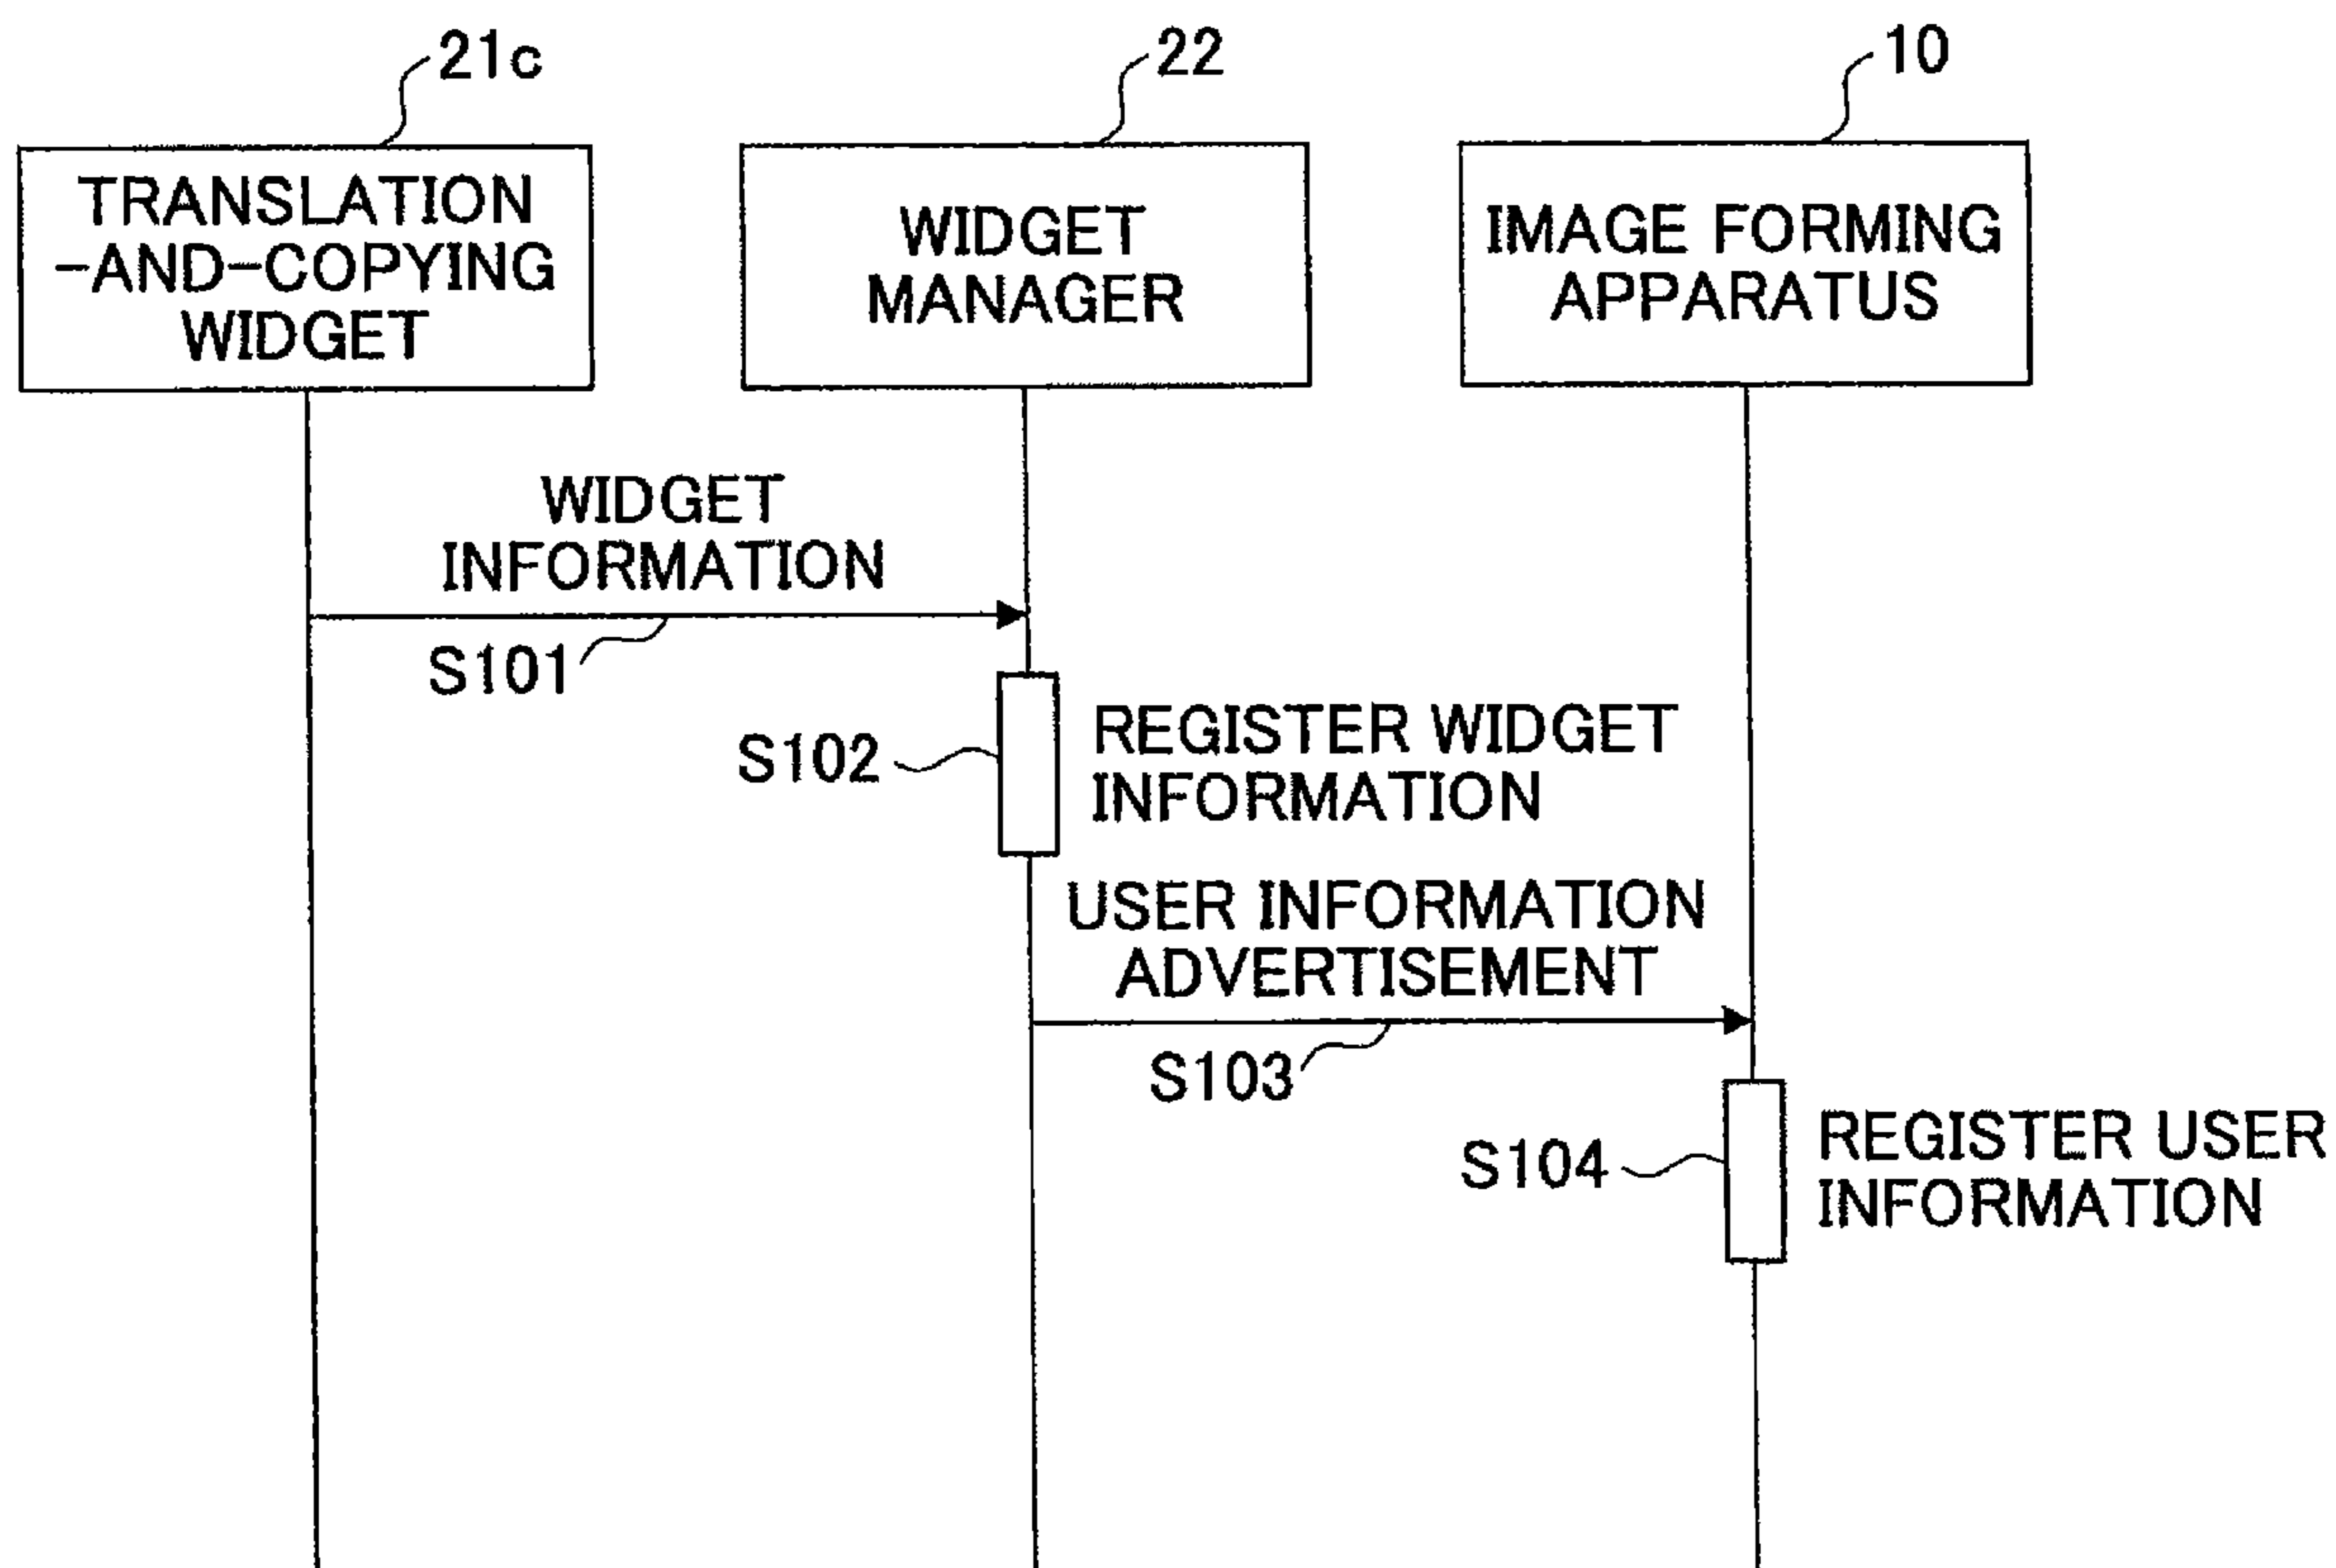 21c
22
10
TRANSLATION
-AND-COPYING
WIDGET
WIDGET
MANAGER
IMAGE FORMING
APPARATUS
WIDGET
INFORMATION
S101
S102
REGISTER WIDGET
INFORMATION
USER INFORMATION
ADVERTISEMENT
S103
S104
REGISTER USER
INFORMATION